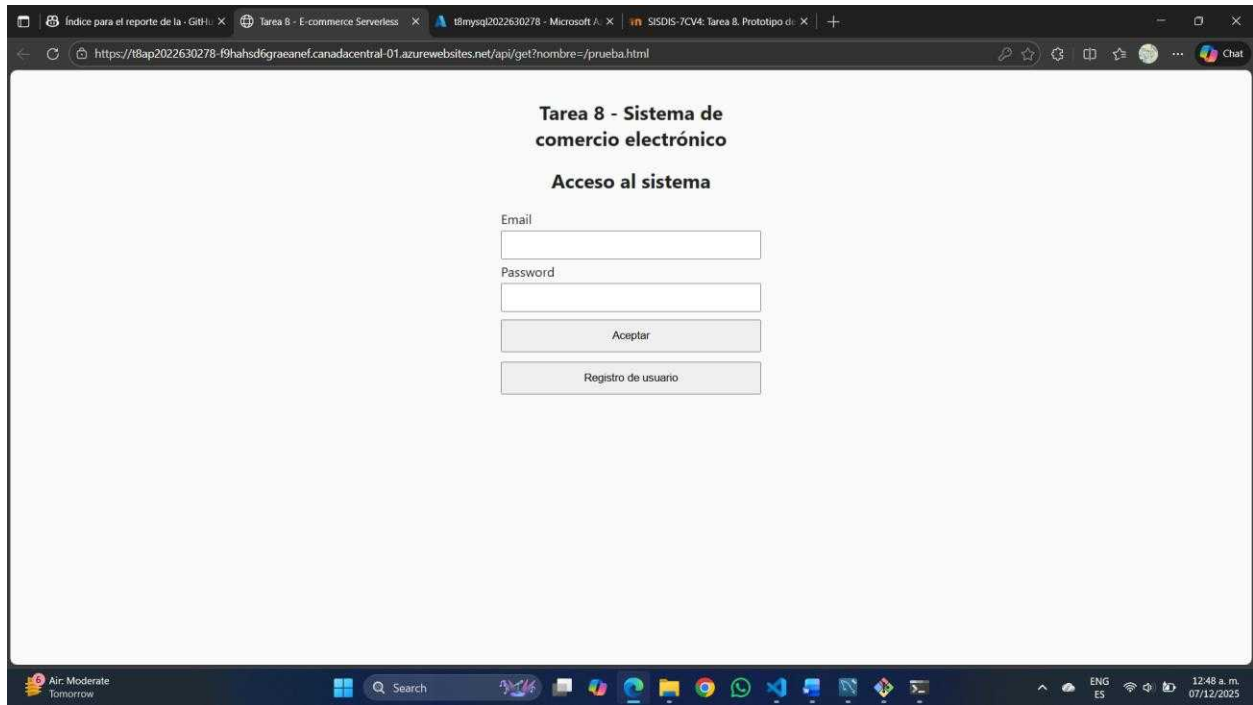 Índice para el reporte de la · GitHu
Tarea 8 - E-commerce Serverless
t8mysql2022630278 - Microsoft A
SISDIS-7CV4: Tarea 8. Prototipo de
https://t8ap2022630278-f9hahsd6graeanef.canadacentral-01.azurewebsites.net/api/get?nombre=/prueba.html
Chat
Tarea 8 - Sistema de
comercio electrónico
Acceso al sistema
Email
Password
Aceptar
Registro de usuario
6
Air: Moderate
Tomorrow
Search
ENG
ES
12:48 a. m.
07/12/2025